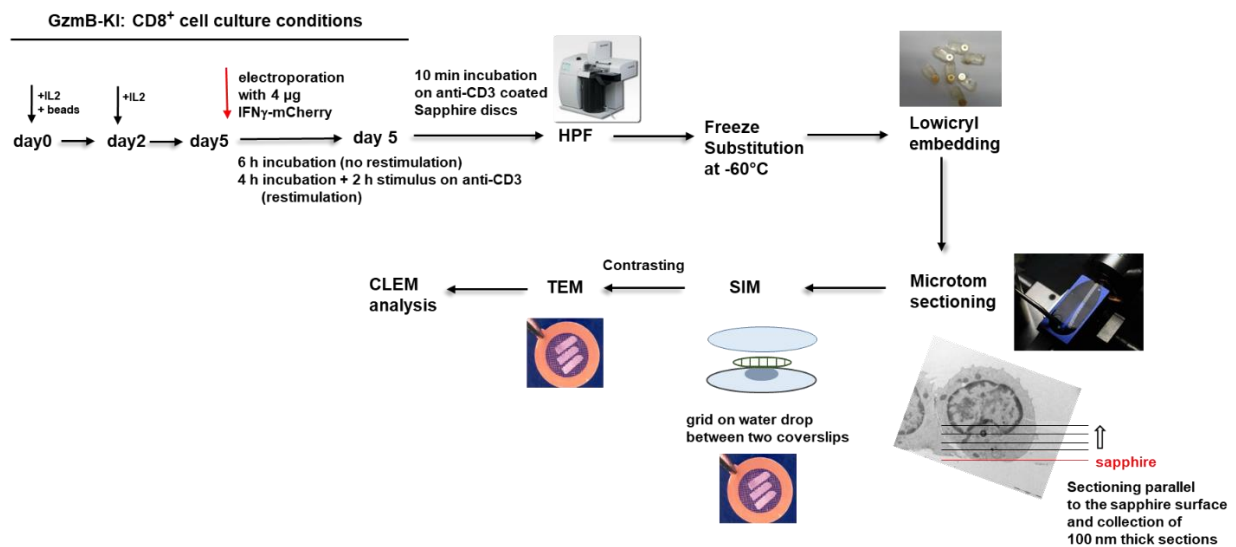 GzmB-KI: CD8+ cell culture conditions
+IL2
+ beads
+IL2
electroporation
with 4 µg
IFNγ-mCherry
10 min incubation
on anti-CD3 coated
Sapphire discs
day0
day2
day5
day 5
HPF
Freeze
Substitution
at -60°C
Lowicryl
embedding
6 h incubation (no restimulation)
4 h incubation + 2 h stimulus on anti-CD3
(restimulation)
CLEM
analysis
TEM
Contrasting
SIM
Microtom
sectioning
grid on water drop
between two coverslips
sapphire
Sectioning parallel
to the sapphire surface
and collection of
100 nm thick sections